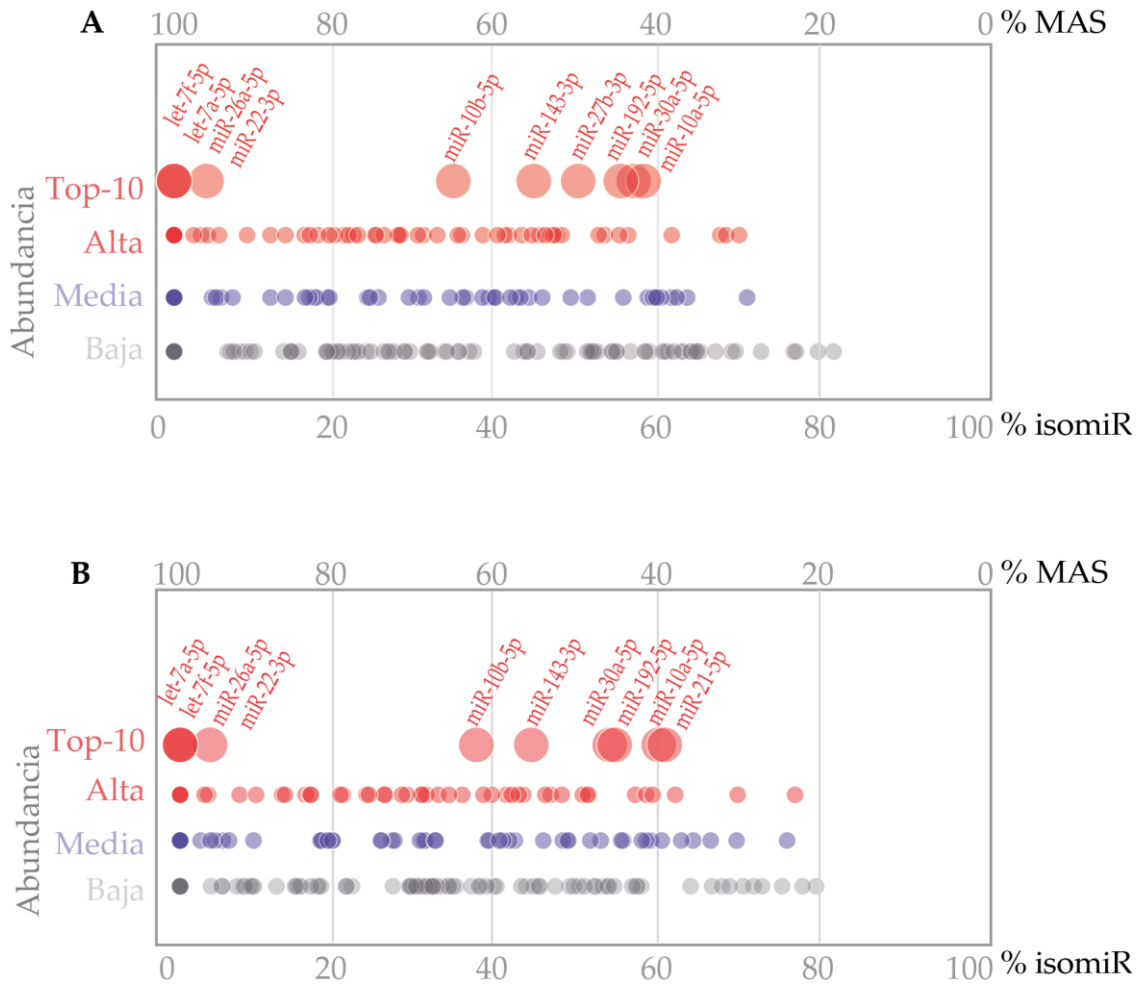 A 100 80 60 40 20 0 % MAS
let-7f-5p
let-7a-5p
miR-26a-5p
miR-22-3p
miR-10b-5p
miR-143-3p
miR-27b-3p
miR-192-5p
miR-30a-5p
miR-10a-5p
Abundancia
Top-10
Alta
Media
Baja
0 20 40 60 80 100 % isomiR
B 100 80 60 40 20 0 % MAS
let-7a-5p
let-7f-5p
miR-26a-5p
miR-22-3p
miR-10b-5p
miR-143-3p
miR-30a-5p
miR-192-5p
miR-10a-5p
miR-21-5p
Abundancia
Top-10
Alta
Media
Baja
0 20 40 60 80 100 % isomiR